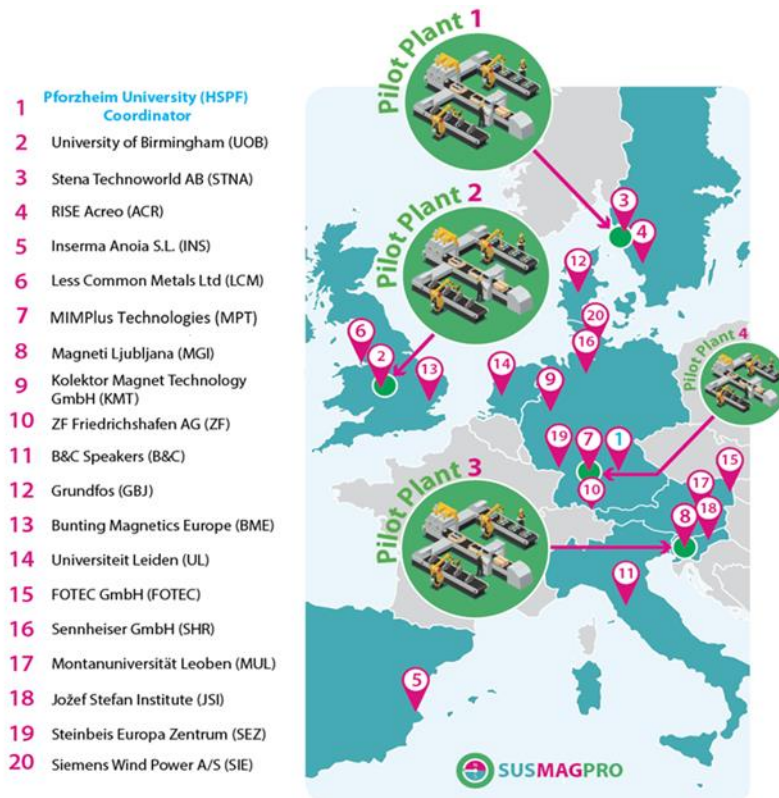 1 Pforzheim University (HSPF)
Coordinator
2 University of Birmingham (UOB)
3 Stena Technoworld AB (STNA)
4 RISE Acreo (ACR)
5 Inserma Anoia S.L. (INS)
6 Less Common Metals Ltd (LCM)
7 MIMPlus Technologies (MPT)
8 Magneti Ljubljana (MGI)
9 Kolektor Magnet Technology
GmbH (KMT)
10 ZF Friedrichshafen AG (ZF)
11 B&C Speakers (B&C)
12 Grundfos (GBJ)
13 Bunting Magnetics Europe (BME)
14 Universiteit Leiden (UL)
15 FOTEC GmbH (FOTEC)
16 Sennheiser GmbH (SHR)
17 Montanuniversität Leoben (MUL)
18 Jožef Stefan Institute (JSI)
19 Steinbeis Europa Zentrum (SEZ)
20 Siemens Wind Power A/S (SIE)
Pilot Plant 1
Pilot Plant 2
Pilot Plant 4
Pilot Plant 3
3
4
12
20
6
16
2
13
14
9
19
7
1
15
17
10
18
8
11
5
SUSMAGPRO